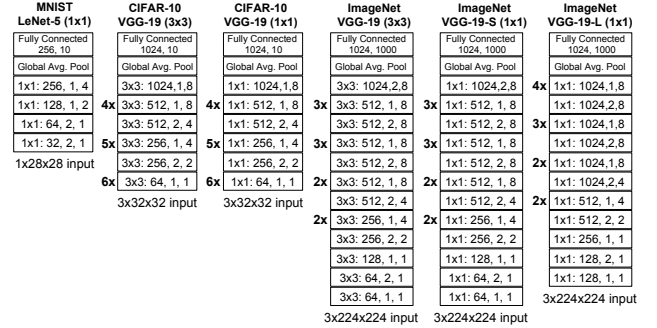 MNIST
LeNet-5 (1x1)
Fully Connected
256, 10
Global Avg. Pool
1x1: 256, 1, 4
1x1: 128, 1, 2
1x1: 64, 2, 1
1x1: 32, 2, 1
1x28x28 input
CIFAR-10
VGG-19 (3x3)
Fully Connected
1024, 10
Global Avg. Pool
3x3: 1024,1,8
4x 3x3: 512, 1, 8
3x3: 512, 2, 4
5x 3x3: 256, 1, 4
3x3: 256, 2, 2
6x 3x3: 64, 1, 1
3x32x32 input
CIFAR-10
VGG-19 (1x1)
Fully Connected
1024, 10
Global Avg. Pool
1x1: 1024,1,8
4x 1x1: 512, 1, 8
1x1: 512, 2, 4
5x 1x1: 256, 1, 4
1x1: 256, 2, 2
6x 1x1: 64, 1, 1
3x32x32 input
ImageNet
VGG-19 (3x3)
Fully Connected
1024, 1000
Global Avg. Pool
3x3: 1024,2,8
3x 3x3: 512, 1, 8
3x3: 512, 2, 8
3x 3x3: 512, 1, 8
3x3: 512, 2, 8
2x 3x3: 512, 1, 8
3x3: 512, 2, 4
2x 3x3: 256, 1, 4
3x3: 256, 2, 2
3x3: 128, 1, 1
3x3: 64, 2, 1
3x3: 64, 1, 1
3x224x224 input
ImageNet
VGG-19-S (1x1)
Fully Connected
1024, 1000
Global Avg. Pool
1x1: 1024,2,8
3x 1x1: 512, 1, 8
1x1: 512, 2, 8
3x 1x1: 512, 1, 8
1x1: 512, 2, 8
2x 1x1: 512, 1, 8
1x1: 512, 2, 4
2x 1x1: 256, 1, 4
1x1: 256, 2, 2
1x1: 128, 1, 1
1x1: 64, 2, 1
1x1: 64, 1, 1
3x224x224 input
ImageNet
VGG-19-L (1x1)
Fully Connected
1024, 1000
Global Avg. Pool
4x 1x1: 1024,1,8
1x1: 1024,2,8
3x 1x1: 1024,1,8
1x1: 1024,2,8
2x 1x1: 1024,1,8
1x1: 1024,2,4
2x 1x1: 512, 1, 4
1x1: 512, 2, 2
1x1: 256, 1, 1
1x1: 128, 2, 1
1x1: 128, 1, 1
3x224x224 input